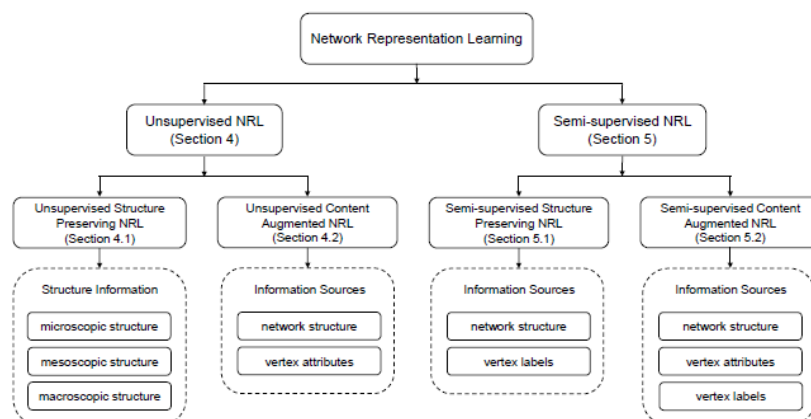 Network Representation Learning
Unsupervised NRL
(Section 4)
Semi-supervised NRL
(Section 5)
Unsupervised Structure
Preserving NRL
(Section 4.1)
Unsupervised Content
Augmented NRL
(Section 4.2)
Semi-supervised Structure
Preserving NRL
(Section 5.1)
Semi-supervised Content
Augmented NRL
(Section 5.2)
Structure Information
microscopic structure
mesoscopic structure
macroscopic structure
Information Sources
network structure
vertex attributes
Information Sources
network structure
vertex labels
Information Sources
network structure
vertex attributes
vertex labels